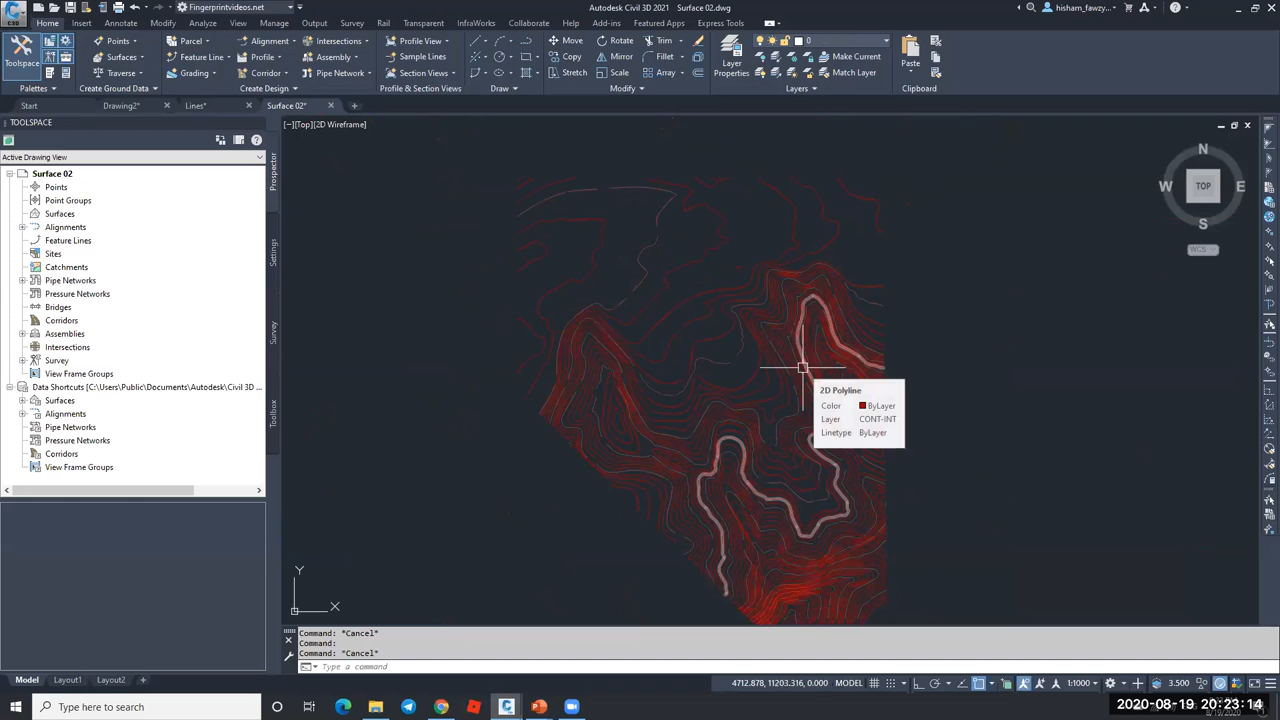 Fingerprintvideos.net
Autodesk Civil 3D 2021 Surface 02.dwg
hisham_fawzy...
Home Insert Annotate Modify Analyze View Manage Output Survey Rail Transparent InfraWorks Collaborate Help Add-ins Featured Apps Express Tools
Toolspace
Points
Surfaces
Traverse
Parcel
Feature Line
Grading
Alignment
Profile
Corridor
Intersections
Assembly
Pipe Network
Profile View
Sample Lines
Section Views
Move
Copy
Stretch
Rotate
Mirror
Scale
Trim
Fillet
Array
Layer
Properties
0
Make Current
Match Layer
Paste
Palettes Create Ground Data Create Design Profile & Section Views Draw Modify Layers Clipboard
Start Drawing2* Lines* Surface 02*
TOOLSPACE
Active Drawing View
Surface 02
Points
Point Groups
Surfaces
Alignments
Feature Lines
Sites
Catchments
Pipe Networks
Pressure Networks
Bridges
Corridors
Intersections
Assemblies
Survey
View Frame Groups
Data Shortcuts [C:\Users\Public\Documents\Autodesk\Civil 3D
Surfaces
Alignments
Pipe Networks
Pressure Networks
Corridors
View Frame Groups
Prospector
Settings
Survey
Toolbox
[−][Top][2D Wireframe]
N
W TOP E
S
WCS
2D Polyline
Color ByLayer
Layer CONT-INT
Linetype ByLayer
Y
X
Command: *Cancel*
Command:
Command: *Cancel*
Type a command
Model Layout1 Layout2
4712.878, 11203.316, 0.000 MODEL 1:1000 3.500
Type here to search
2020-08-19 20:23:14